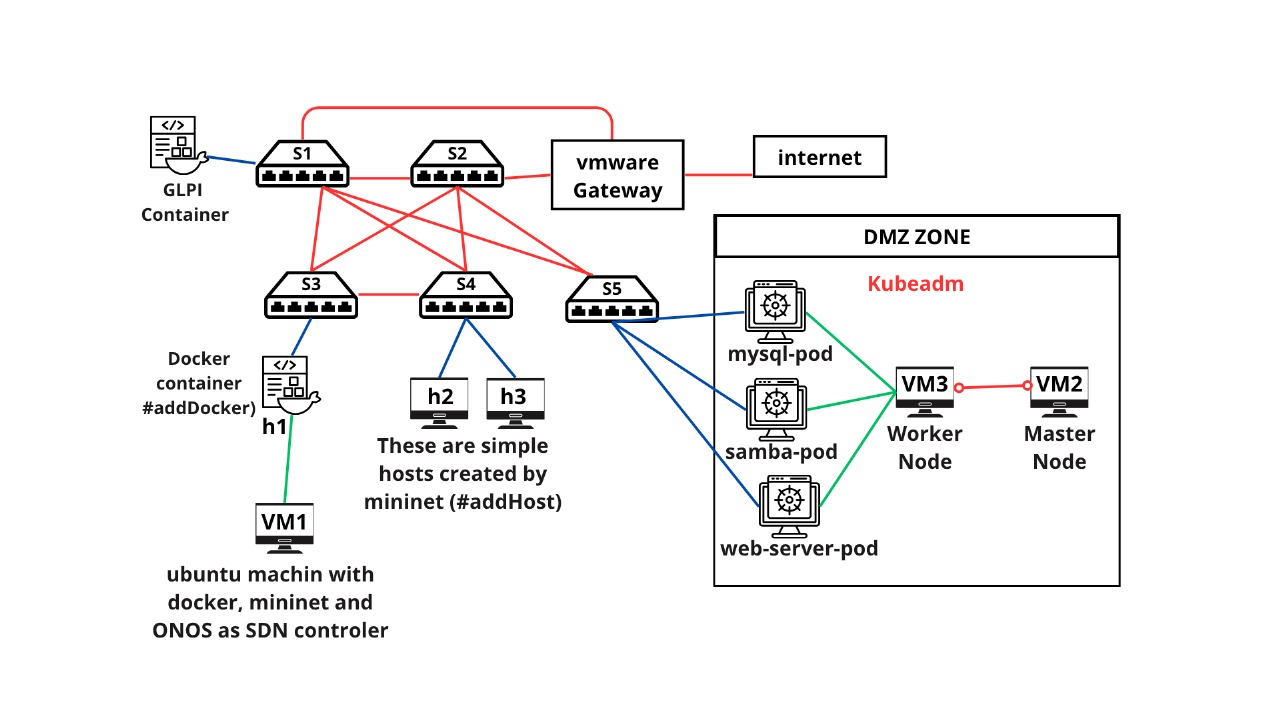 </>
S1
S2
vmware
Gateway
internet
GLPI
Container
DMZ ZONE
Kubeadm
S3
S4
S5
mysql-pod
Docker
container
#addDocker)
</>
h1
h2
h3
These are simple
hosts created by
mininet (#addHost)
samba-pod
VM3
VM2
Worker
Node
Master
Node
web-server-pod
VM1
ubuntu machin with
docker, mininet and
ONOS as SDN controler